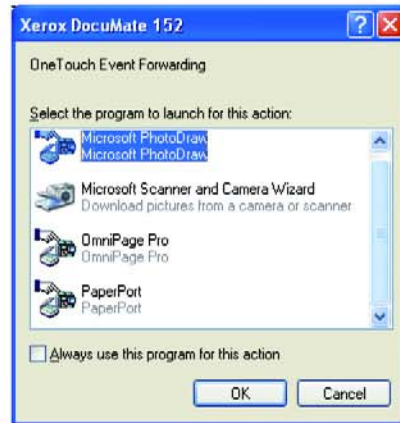 Xerox DocuMate 152
OneTouch Event Forwarding
Select the program to launch for this action:
Microsoft PhotoDraw
Microsoft PhotoDraw
Microsoft Scanner and Camera Wizard
Download pictures from a camera or scanner
OmniPage Pro
OmniPage Pro
PaperPort
PaperPort
Always use this program for this action
OK
Cancel